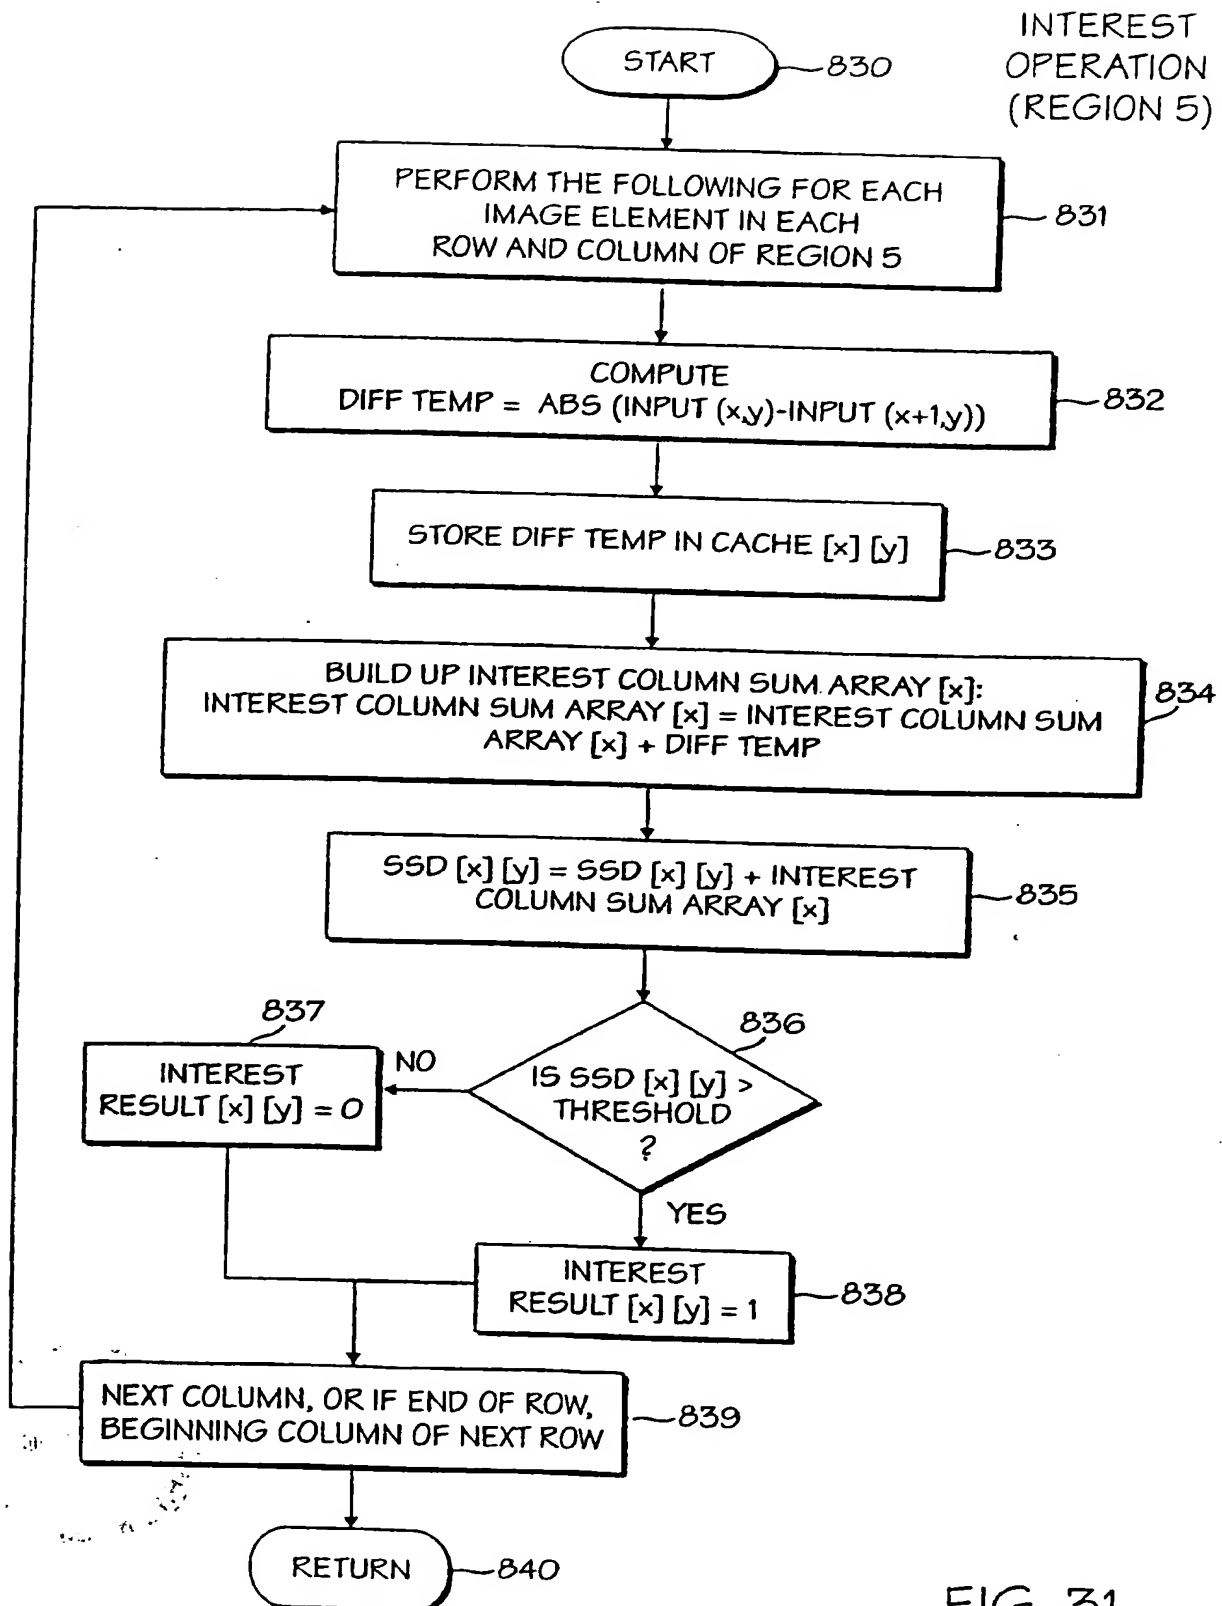 INTEREST
OPERATION
(REGION 5)
START
830
PERFORM THE FOLLOWING FOR EACH
IMAGE ELEMENT IN EACH
ROW AND COLUMN OF REGION 5
831
COMPUTE
DIFF TEMP = ABS (INPUT (x,y)-INPUT (x+1,y))
832
STORE DIFF TEMP IN CACHE [x] [y]
833
BUILD UP INTEREST COLUMN SUM ARRAY [x]:
INTEREST COLUMN SUM ARRAY [x] = INTEREST COLUMN SUM
ARRAY [x] + DIFF TEMP
834
SSD [x] [y] = SSD [x] [y] + INTEREST
COLUMN SUM ARRAY [x]
835
836
IS SSD [x] [y] >
THRESHOLD
?
NO
837
INTEREST
RESULT [x] [y] = 0
YES
INTEREST
RESULT [x] [y] = 1
838
NEXT COLUMN, OR IF END OF ROW,
BEGINNING COLUMN OF NEXT ROW
839
RETURN
840
FIG. 31